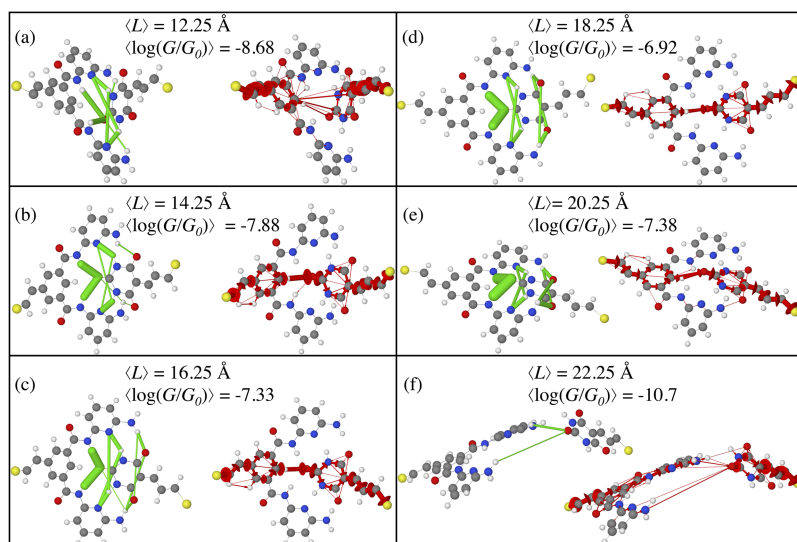 (a)
⟨L⟩ = 12.25 Å
⟨log(G/G₀)⟩ = -8.68
(b)
⟨L⟩ = 14.25 Å
⟨log(G/G₀)⟩ = -7.88
(c)
⟨L⟩ = 16.25 Å
⟨log(G/G₀)⟩ = -7.33
(d)
⟨L⟩ = 18.25 Å
⟨log(G/G₀)⟩ = -6.92
(e)
⟨L⟩= 20.25 Å
⟨log(G/G₀)⟩ = -7.38
(f)
⟨L⟩ = 22.25 Å
⟨log(G/G₀)⟩ = -10.7